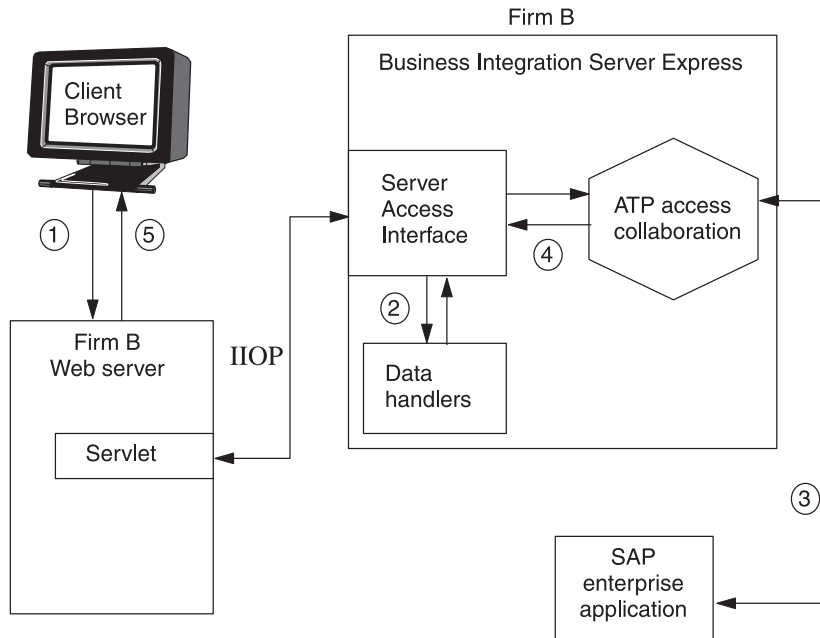 Firm B
Business Integration Server Express
Client
Browser
Server
Access
Interface
ATP access
collaboration
1
5
4
2
Firm B
Web server
IIOP
Data
handlers
Servlet
3
SAP
enterprise
application